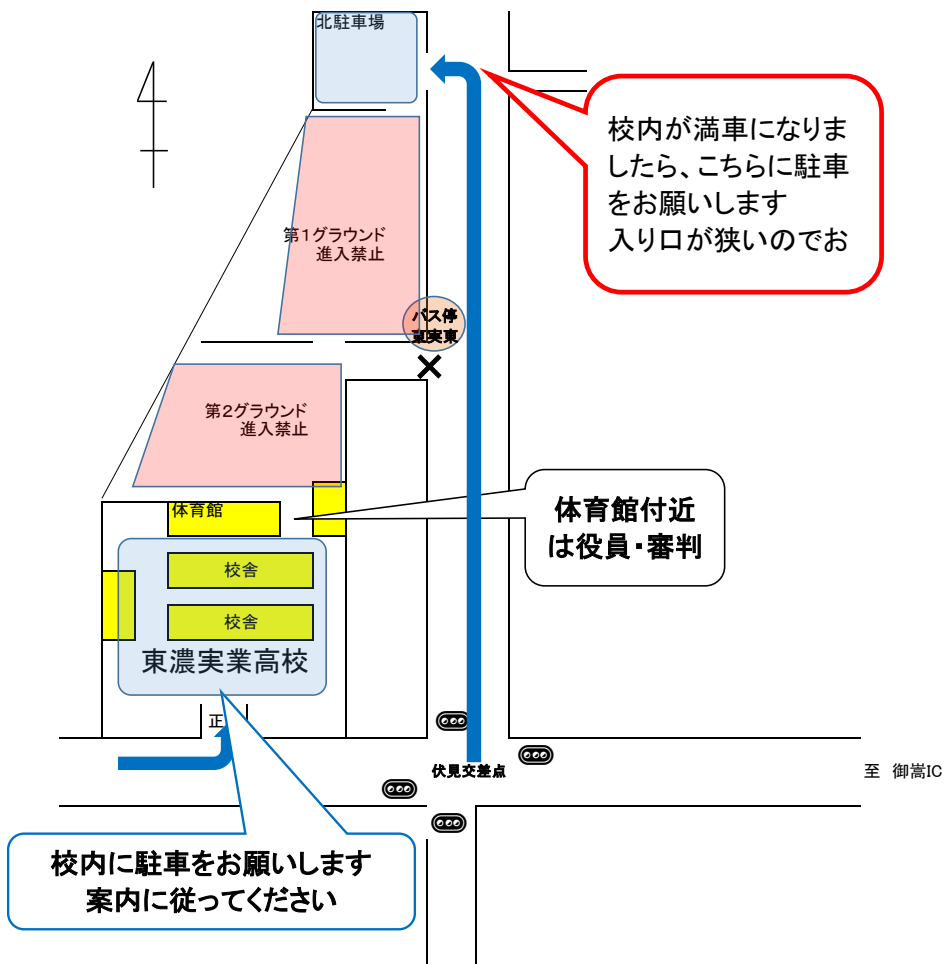 北駐車場
校内が満車になりま
したら、こちらに駐車
をお願いします
入り口が狭いのでお
第1グラウンド
進入禁止
バス停
東実東
第2グラウンド
進入禁止
体育館
体育館付近
は役員・審判
校舎
校舎
東濃実業高校
正
伏見交差点
至 御嵩IC
校内に駐車をお願いします
案内に従ってください